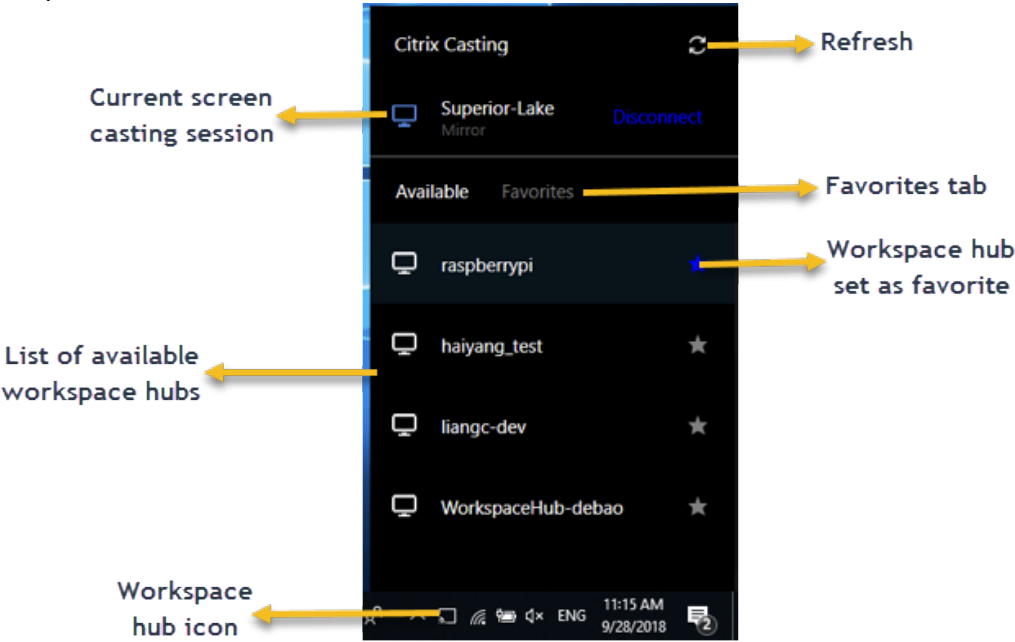 Citrix Casting
Refresh
Current screen
casting session
Superior-Lake
Mirror
Disconnect
Available
Favorites
Favorites tab
raspberrypi
Workspace hub
set as favorite
List of available
workspace hubs
haiyang_test
liangc-dev
WorkspaceHub-debao
Workspace
hub icon
ENG
11:15 AM
9/28/2018
2